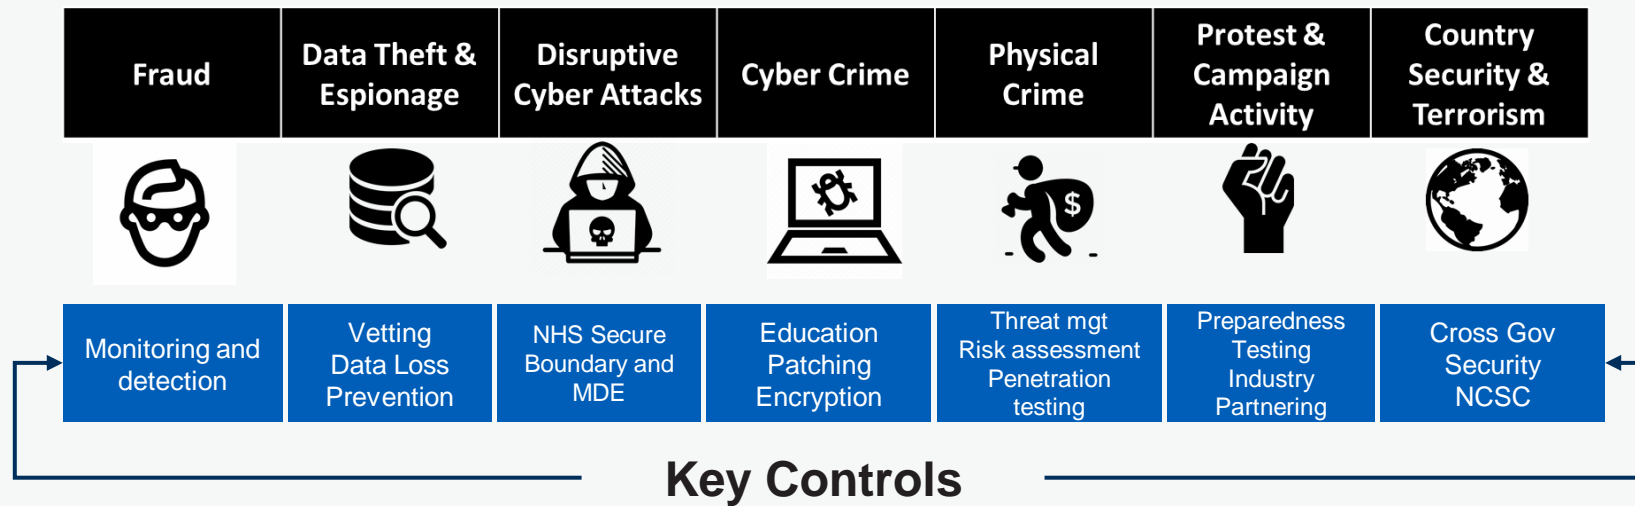 Fraud
Data Theft &
Espionage
Disruptive
Cyber Attacks
Cyber Crime
Physical
Crime
Protest &
Campaign
Activity
Country
Security &
Terrorism
$
Monitoring and
detection
Vetting
Data Loss
Prevention
NHS Secure
Boundary and
MDE
Education
Patching
Encryption
Threat mgt
Risk assessment
Penetration
testing
Preparedness
Testing
Industry
Partnering
Cross Gov
Security
NCSC
Key Controls